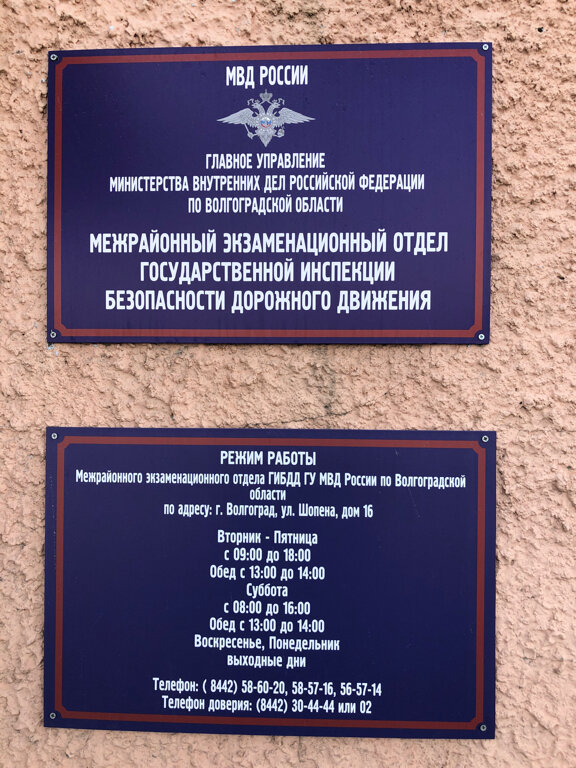 МВД РОССИИ
ГЛАВНОЕ УПРАВЛЕНИЕ
МИНИСТЕРСТВА ВНУТРЕННИХ ДЕЛ РОССИЙСКОЙ ФЕДЕРАЦИИ
ПО ВОЛГОГРАДСКОЙ ОБЛАСТИ
МЕЖРАЙОННЫЙ ЭКЗАМЕНАЦИОННЫЙ ОТДЕЛ
ГОСУДАРСТВЕННОЙ ИНСПЕКЦИИ
БЕЗОПАСНОСТИ ДОРОЖНОГО ДВИЖЕНИЯ
РЕЖИМ РАБОТЫ
Межрайонного экзаменационного отдела ГИБДД ГУ МВД России по Волгоградской
области
по адресу: г. Волгоград, ул. Шопена, дом 16
Вторник - Пятница
с 09:00 до 18:00
Обед с 13:00 до 14:00
Суббота
с 08:00 до 16:00
Обед с 13:00 до 14:00
Воскресенье, Понедельник
выходные дни
Телефон: ( 8442) 58-60-20, 58-57-16, 56-57-14
Телефон доверия: (8442) 30-44-44 или 02